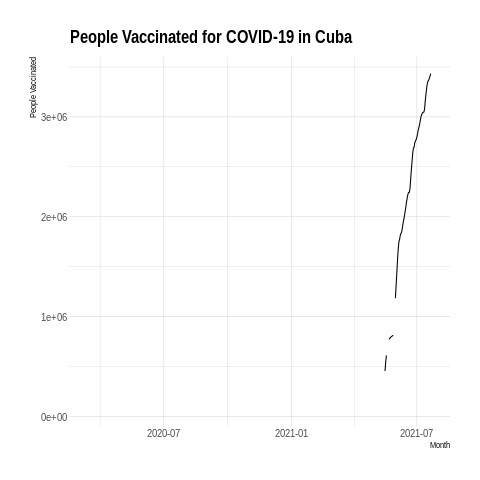 People Vaccinated for COVID-19 in Cuba
People Vaccinated
3e+06
2e+06
1e+06
0e+00
2020-07
2021-01
2021-07
Month